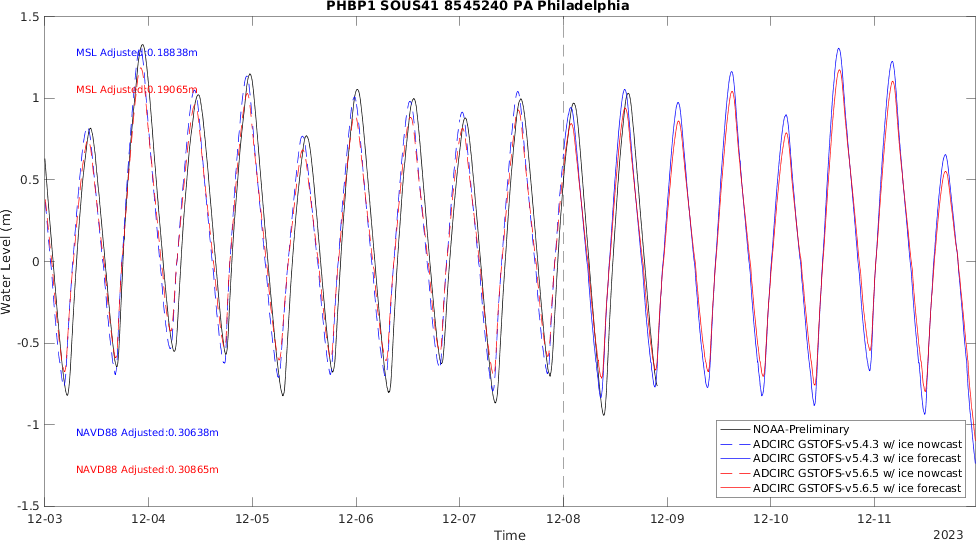 PHBP1 SOUS41 8545240 PA Philadelphia
1.5
MSL Adjusted:0.18838m
MSL Adjusted:0.19065m
1
0.5
0
-0.5
-1
-1.5
Water Level (m)
NAVD88 Adjusted:0.30638m
NAVD88 Adjusted:0.30865m
NOAA-Preliminary
ADCIRC GSTOFS-v5.4.3 w/ ice nowcast
ADCIRC GSTOFS-v5.4.3 w/ ice forecast
ADCIRC GSTOFS-v5.6.5 w/ ice nowcast
ADCIRC GSTOFS-v5.6.5 w/ ice forecast
12-03 12-04 12-05 12-06 12-07 12-08 12-09 12-10 12-11
Time
2023